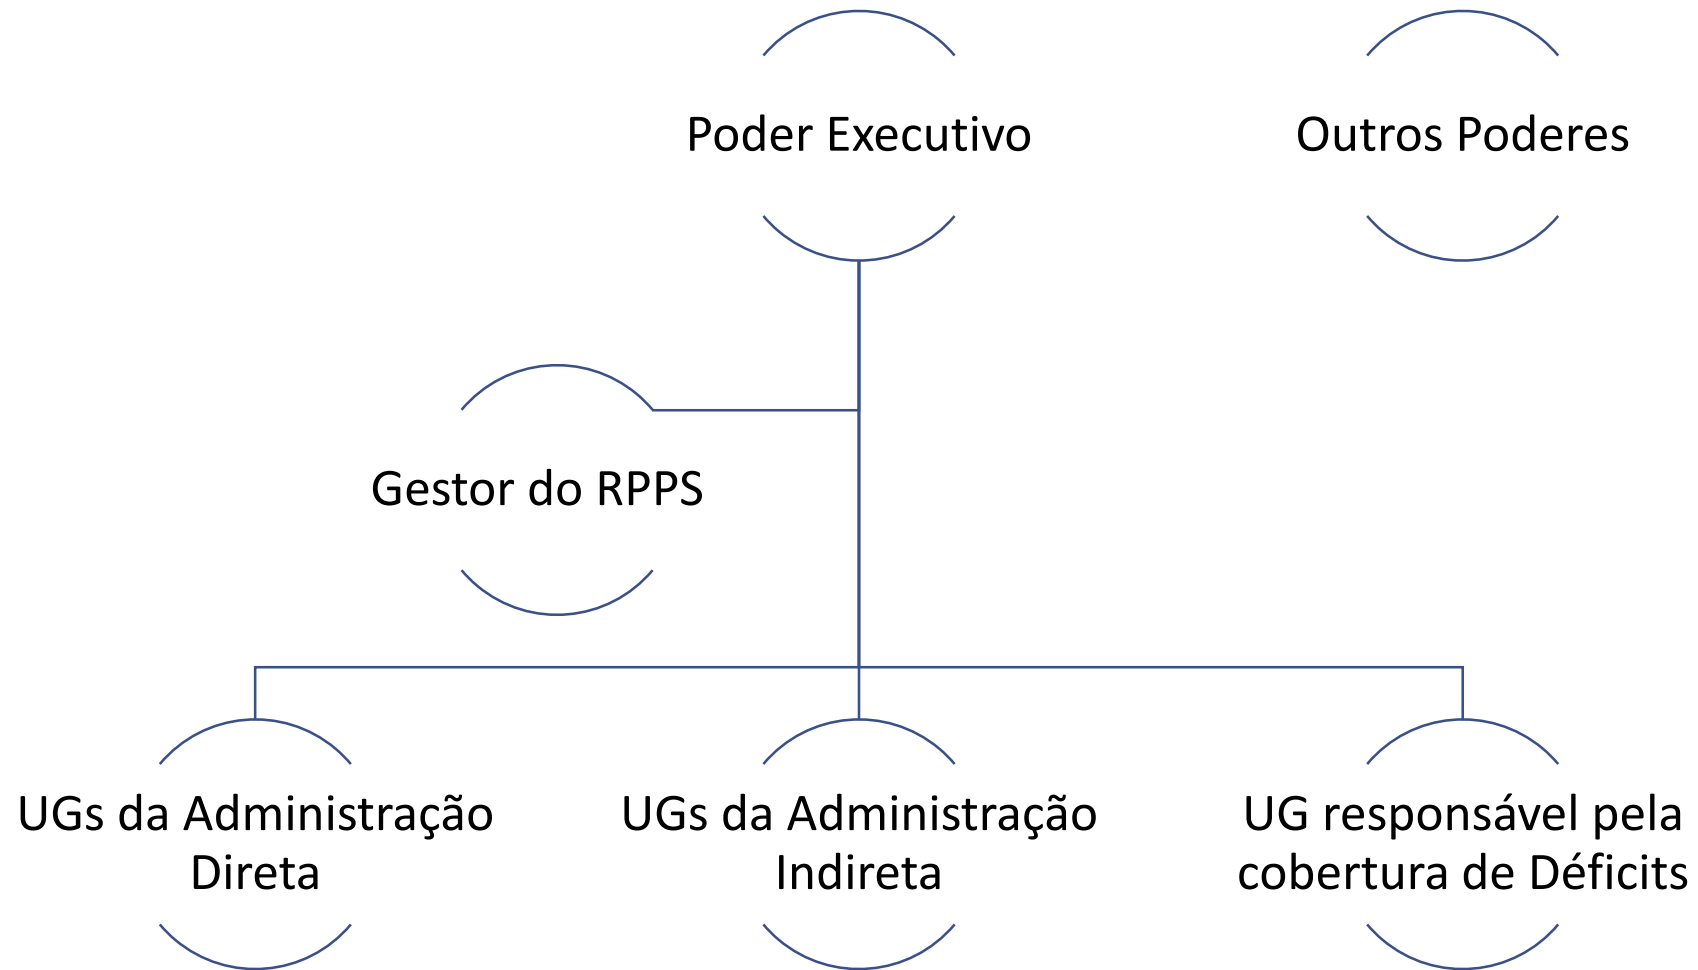 Poder Executivo
Outros Poderes
Gestor do RPPS
UGs da Administração
Direta
UGs da Administração
Indireta
UG responsável pela
cobertura de Déficits